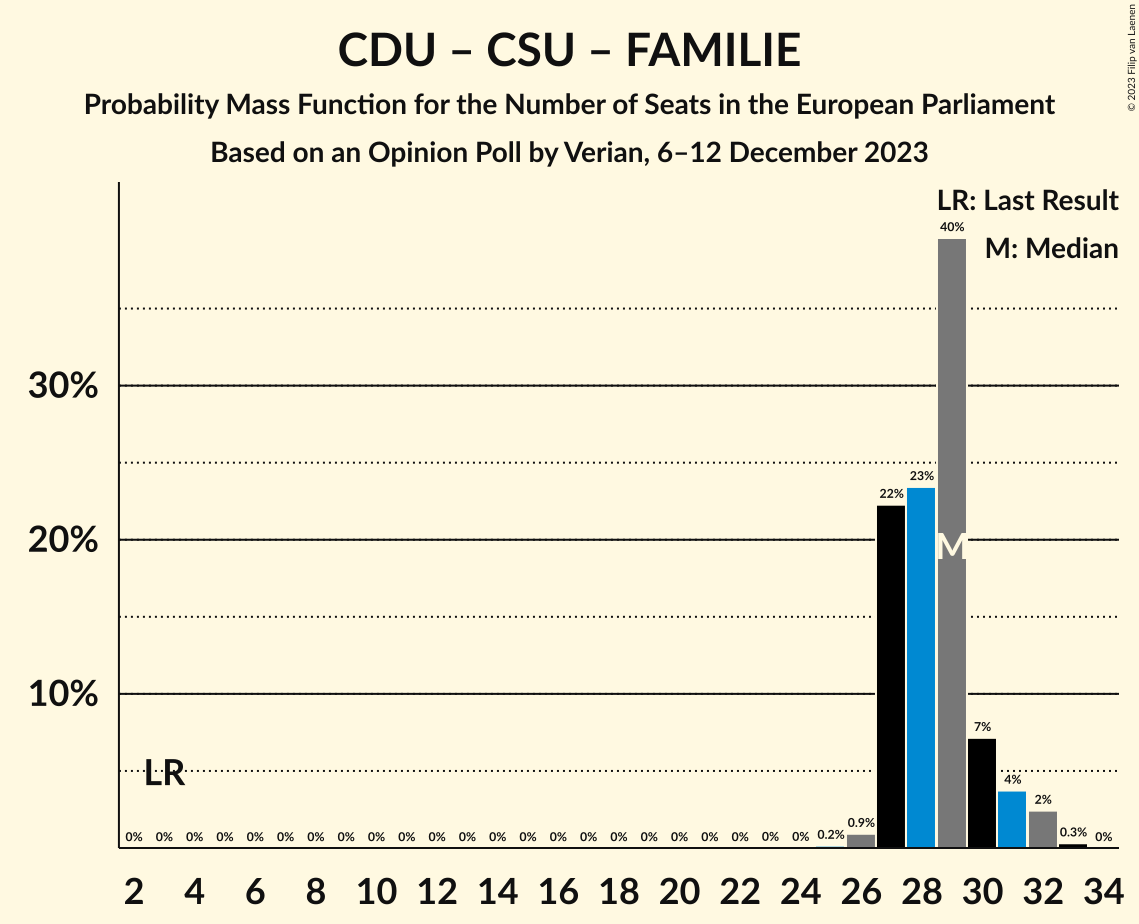 CDU – CSU – FAMILIE
Probability Mass Function for the Number of Seats in the European Parliament
Based on an Opinion Poll by Verian, 6–12 December 2023
© 2023 Filip van Laenen
LR: Last Result
M: Median
40%
30%
23%
22%
20%
M
10%
7%
LR
4%
2%
0% 0% 0% 0% 0% 0% 0% 0% 0% 0% 0% 0% 0% 0% 0% 0% 0% 0% 0% 0% 0% 0% 0% 0.2% 0.9% 0.3% 0%
2 4 6 8 10 12 14 16 18 20 22 24 26 28 30 32 34